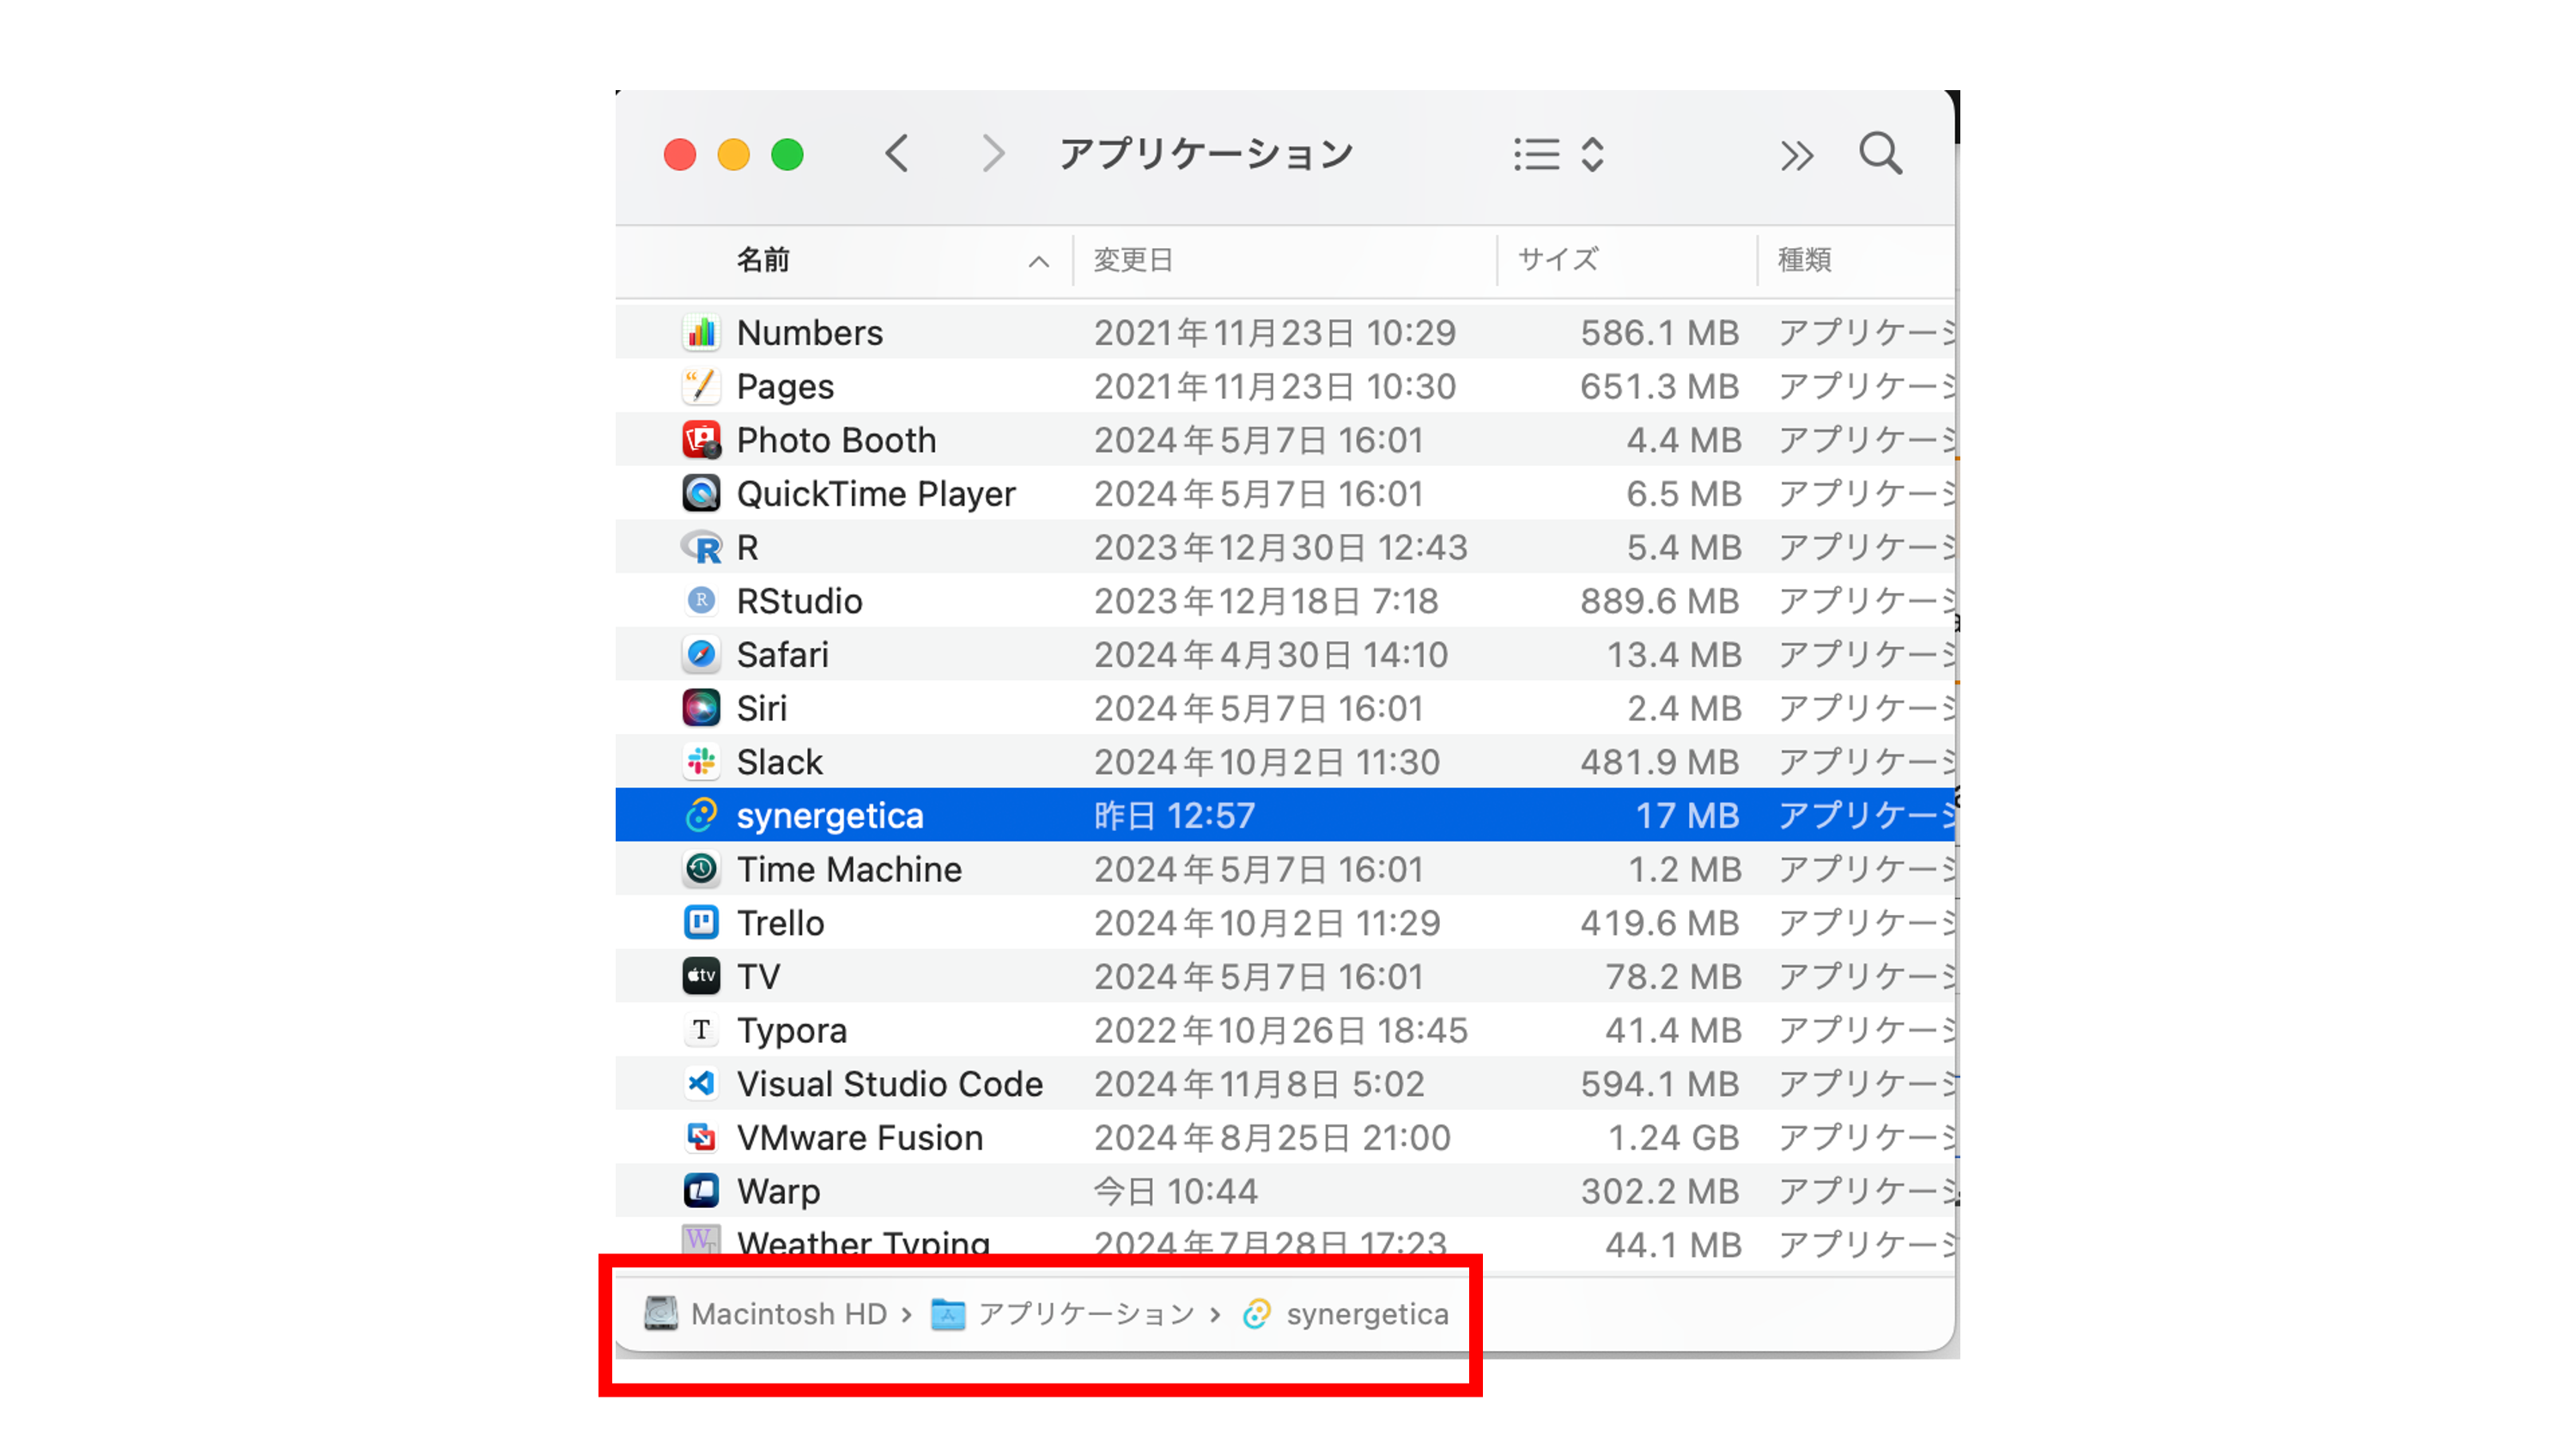 アプリケーション
名前 変更日 サイズ 種類
Numbers 2021年11月23日 10:29 586.1 MB アプリケーシ
Pages 2021年11月23日 10:30 651.3 MB アプリケーシ
Photo Booth 2024年5月7日 16:01 4.4 MB アプリケーシ
QuickTime Player 2024年5月7日 16:01 6.5 MB アプリケーシ
R 2023年12月30日 12:43 5.4 MB アプリケーシ
RStudio 2023年12月18日 7:18 889.6 MB アプリケーシ
Safari 2024年4月30日 14:10 13.4 MB アプリケーシ
Siri 2024年5月7日 16:01 2.4 MB アプリケーシ
Slack 2024年10月2日 11:30 481.9 MB アプリケーシ
synergetica 昨日 12:57 17 MB アプリケーシ
Time Machine 2024年5月7日 16:01 1.2 MB アプリケーシ
Trello 2024年10月2日 11:29 419.6 MB アプリケーシ
tv TV 2024年5月7日 16:01 78.2 MB アプリケーシ
T Typora 2022年10月26日 18:45 41.4 MB アプリケーシ
Visual Studio Code 2024年11月8日 5:02 594.1 MB アプリケーシ
VMware Fusion 2024年8月25日 21:00 1.24 GB アプリケーシ
Warp 今日 10:44 302.2 MB アプリケーシ
Weather Typing 2024年7月28日 17:23 44.1 MB アプリケーシ
Macintosh HD › アプリケーション › synergetica